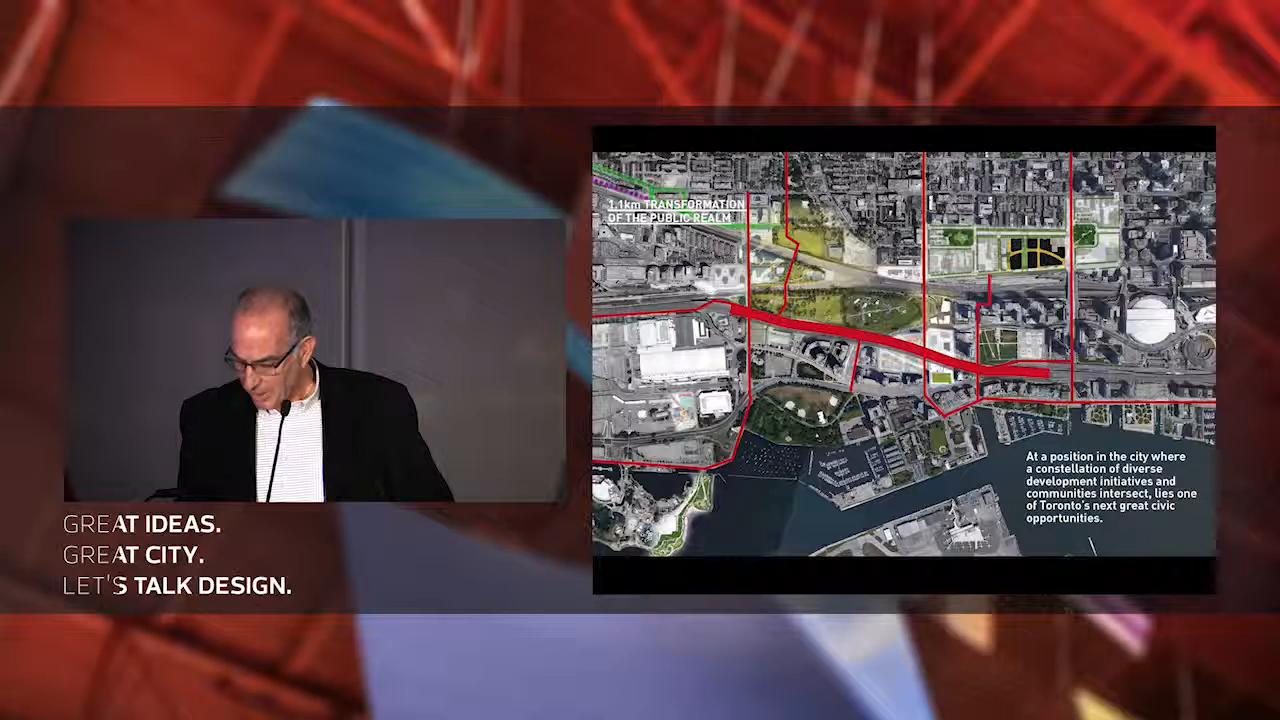 1.1km TRANSFORMATION
OF THE PUBLIC REALM
At a position in the city where
a constellation of diverse
development initiatives and
communities intersect, lies one
of Toronto's next great civic
opportunities.
GREAT IDEAS.
GREAT CITY.
LET'S TALK DESIGN.